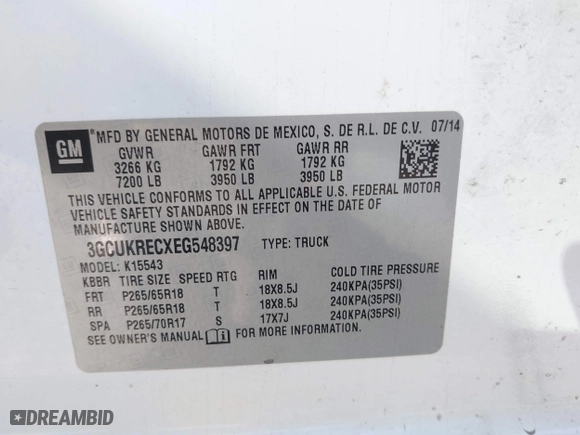 GM
®MFD BY GENERAL MOTORS DE MEXICO, S. DE R.L. DE C.V. 07/14
GVWR GAWR FRT GAWR RR
3266 KG 1792 KG 1792 KG
7200 LB 3950 LB 3950 LB
THIS VEHICLE CONFORMS TO ALL APPLICABLE U.S. FEDERAL MOTOR
VEHICLE SAFETY STANDARDS IN EFFECT ON THE DATE OF
MANUFACTURE SHOWN ABOVE.
3GCUKRECXEG548397 TYPE: TRUCK
MODEL: K15543
KBBR TIRE SIZE SPEED RTG RIM COLD TIRE PRESSURE
FRT P265/65R18 T 18X8.5J 240KPA(35PSI)
RR P265/65R18 T 18X8.5J 240KPA(35PSI)
SPA P265/70R17 S 17X7J 240KPA(35PSI)
SEE OWNER'S MANUAL FOR MORE INFORMATION.
DREAMBID